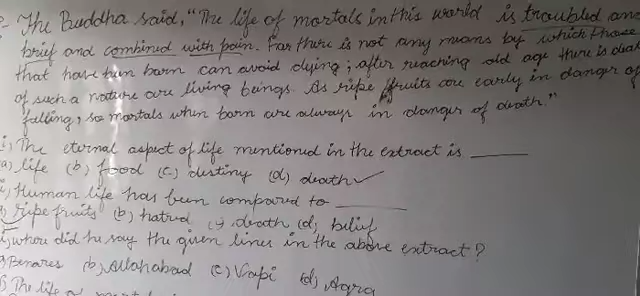 The Buddha said, "The life of mortals in this world is troubled and
brief and combined with pain. For there is not any means by which those
that have been born can avoid dying; after reaching old age there is death
of such a nature are living beings. As ripe fruits are early in danger of
falling, so mortals when born are always in danger of death."
i, The eternal aspect of life mentioned in the extract is ______
a) life (b) food (c) destiny (d) death ✓
i, Human life has been compared to ______
ripe fruits (b) hatred (c) death (d) belief
i, where did he say the given lines in the above extract?
Benares (b) Allahabad (c) Vapi (d) Agra
The life